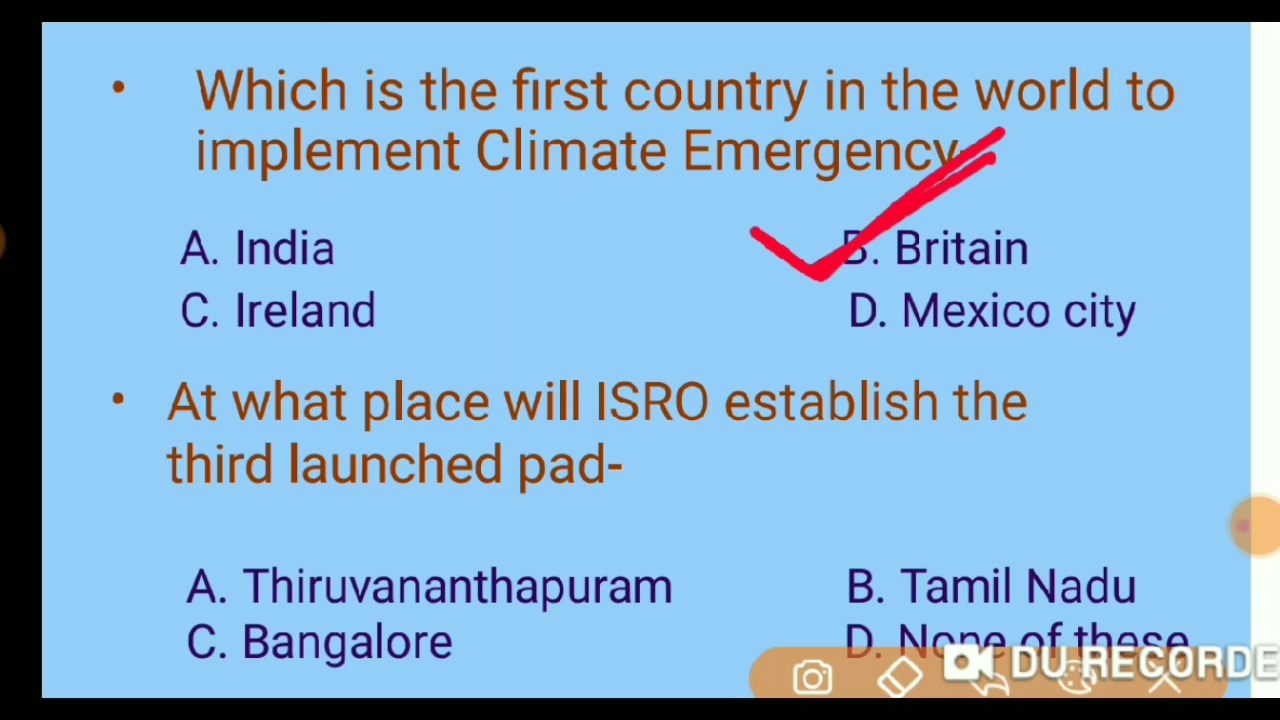 • Which is the first country in the world to
implement Climate Emergency-
A. India B. Britain
C. Ireland D. Mexico city
• At what place will ISRO establish the
third launched pad-
A. Thiruvananthapuram B. Tamil Nadu
C. Bangalore D. None of these
DU RECORDE